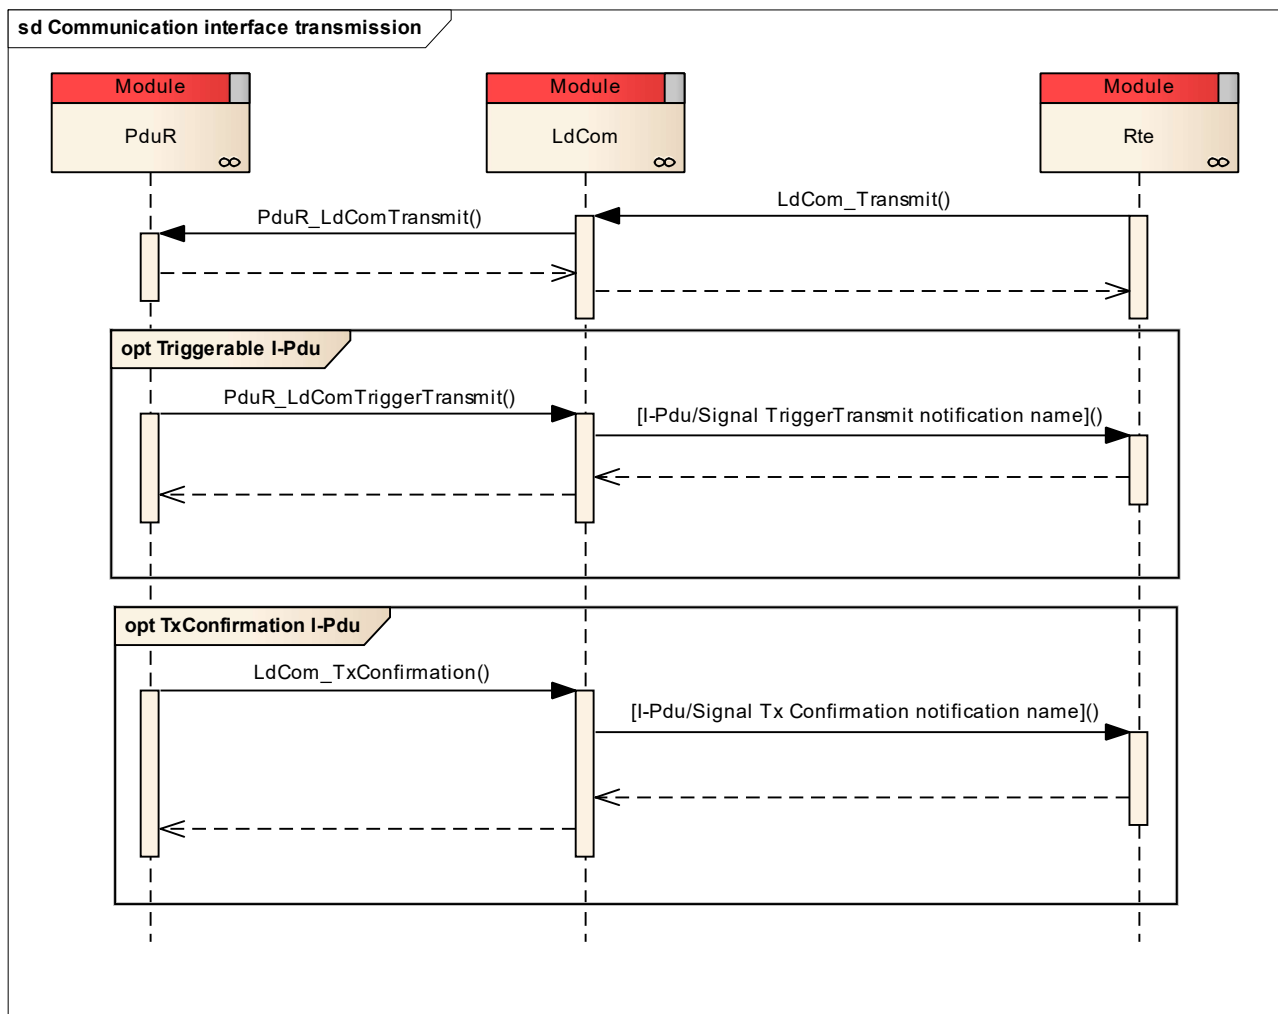 sd Communication interface transmission
Module
Module
Module
PduR
LdCom
Rte
LdCom_Transmit()
PduR_LdComTransmit()
opt Triggerable I-Pdu
PduR_LdComTriggerTransmit()
[I-Pdu/Signal TriggerTransmit notification name]()
opt TxConfirmation I-Pdu
LdCom_TxConfirmation()
[I-Pdu/Signal Tx Confirmation notification name]()